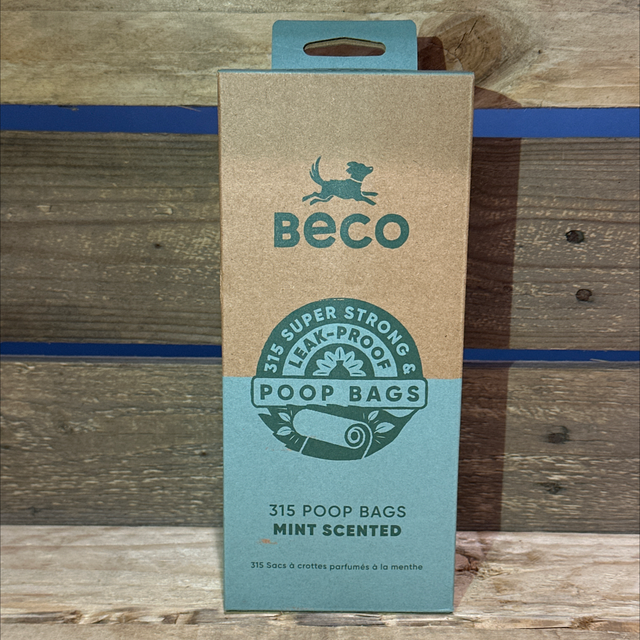 Beco
315 SUPER STRONG &
LEAK-PROOF
POOP BAGS
315 POOP BAGS
MINT SCENTED
315 Sacs à crottes parfumés à la menthe